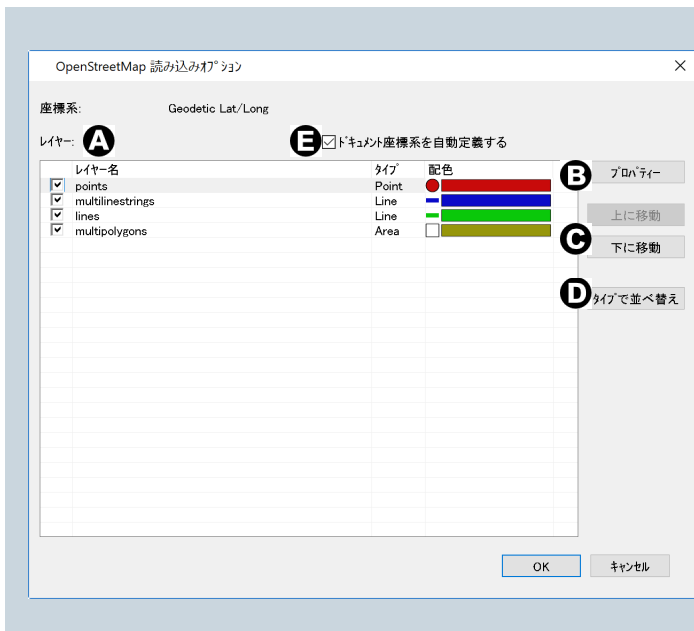 OpenStreetMap 読み込みｵﾌﾟｼｮﾝ
座標系: Geodetic Lat/Long
ﾚｲﾔｰ: A E ﾄﾞｷｭﾒﾝﾄ座標系を自動定義する
ﾚｲﾔｰ名 ﾀｲﾌﾟ 配色
points Point
multilinestrings Line
lines Line
multipolygons Area
B ﾌﾟﾛﾊﾟﾃｨｰ
上に移動
C 下に移動
D ﾀｲﾌﾟで並べ替え
OK ｷｬﾝｾﾙ